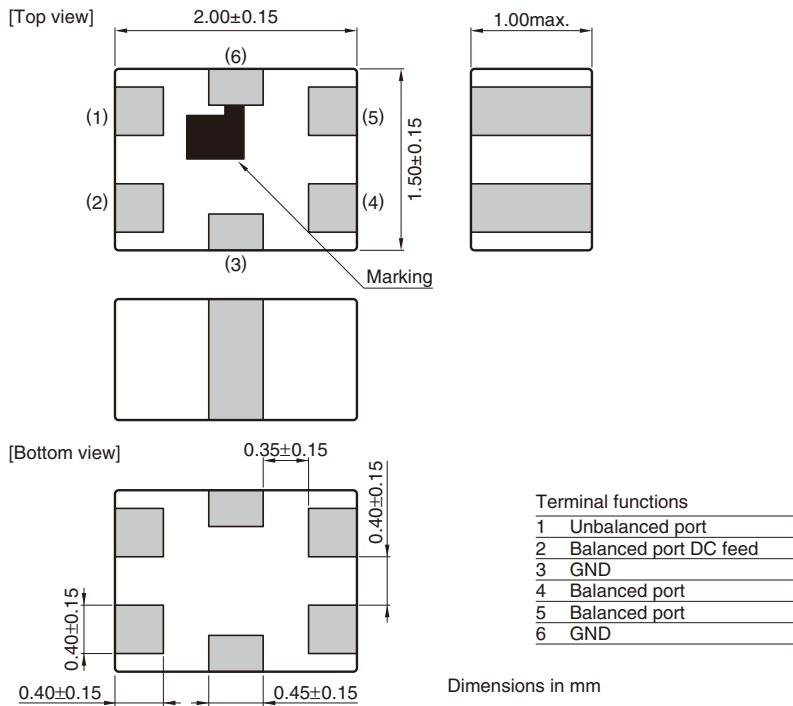 [Top view]
2.00±0.15
1.00max.
(6)
(1)
(5)
1.50±0.15
(2)
(4)
(3)
Marking
[Bottom view]
0.35±0.15
0.40±0.15
0.40±0.15
0.40±0.15
0.45±0.15
Terminal functions
1 Unbalanced port
2 Balanced port DC feed
3 GND
4 Balanced port
5 Balanced port
6 GND
Dimensions in mm